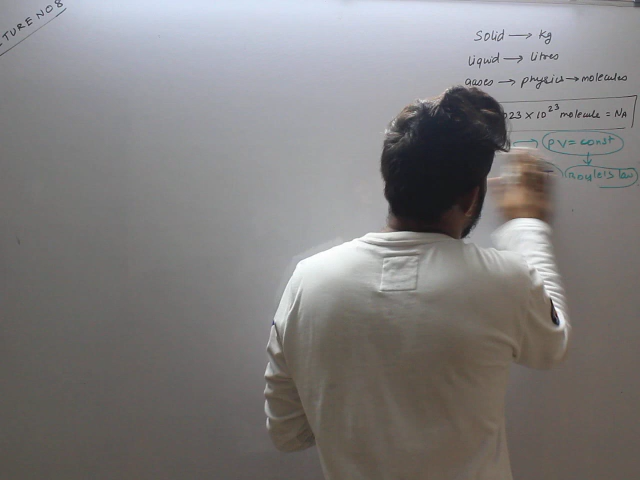 TURE NO 8
Solid → kg
liquid → litres
gases → physics → molecules
023 × 10²³ molecule = NA
→ PV = const
↓
Boyle's law